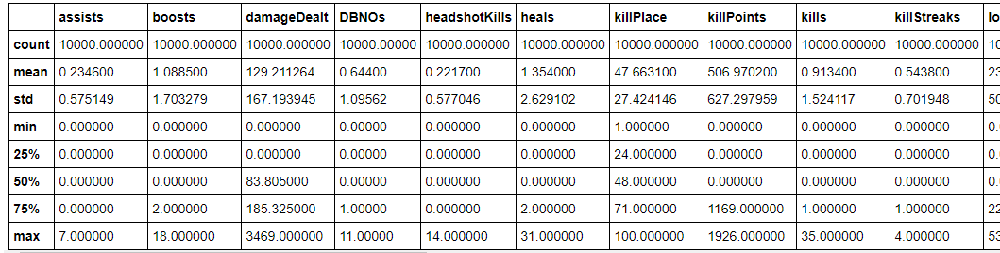 assists boosts damageDealt DBNOs headshotKills heals killPlace killPoints kills killStreaks lo
count 10000.000000 10000.000000 10000.000000 10000.00000 10000.000000 10000.000000 10000.000000 10000.000000 10000.000000 10000.000000 10
mean 0.234600 1.088500 129.211264 0.64400 0.221700 1.354000 47.663100 506.970200 0.913400 0.543800 23
std 0.575149 1.703279 167.193945 1.09562 0.577046 2.629102 27.424146 627.297959 1.524117 0.701948 50
min 0.000000 0.000000 0.000000 0.00000 0.000000 0.000000 1.000000 0.000000 0.000000 0.000000
25% 0.000000 0.000000 0.000000 0.00000 0.000000 0.000000 24.000000 0.000000 0.000000 0.000000
50% 0.000000 0.000000 83.805000 0.00000 0.000000 0.000000 48.000000 0.000000 0.000000 0.000000
75% 0.000000 2.000000 185.325000 1.00000 0.000000 2.000000 71.000000 1169.000000 1.000000 1.000000 22
max 7.000000 18.000000 3469.000000 11.00000 14.000000 31.000000 100.000000 1926.000000 35.000000 4.000000 53